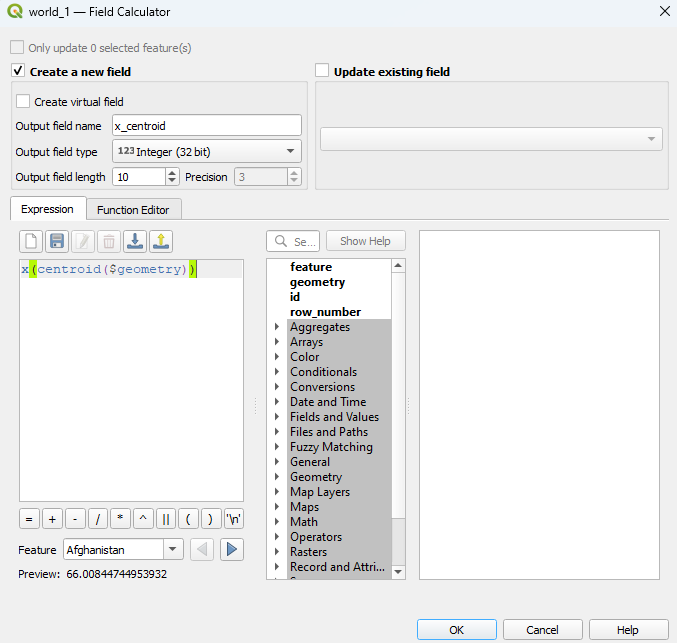 world_1 — Field Calculator
Only update 0 selected feature(s)
Create a new field
Update existing field
Create virtual field
Output field name x_centroid
Output field type 123 Integer (32 bit)
Output field length 10 Precision 3
Expression Function Editor
Se... Show Help
x(centroid($geometry))
feature
geometry
id
row_number
Aggregates
Arrays
Color
Conditionals
Conversions
Date and Time
Fields and Values
Files and Paths
Fuzzy Matching
General
Geometry
Map Layers
Maps
Math
Operators
Rasters
Record and Attri...
= + - / * ^ || ( ) '\n'
Feature Afghanistan
Preview: 66.00844744953932
OK Cancel Help